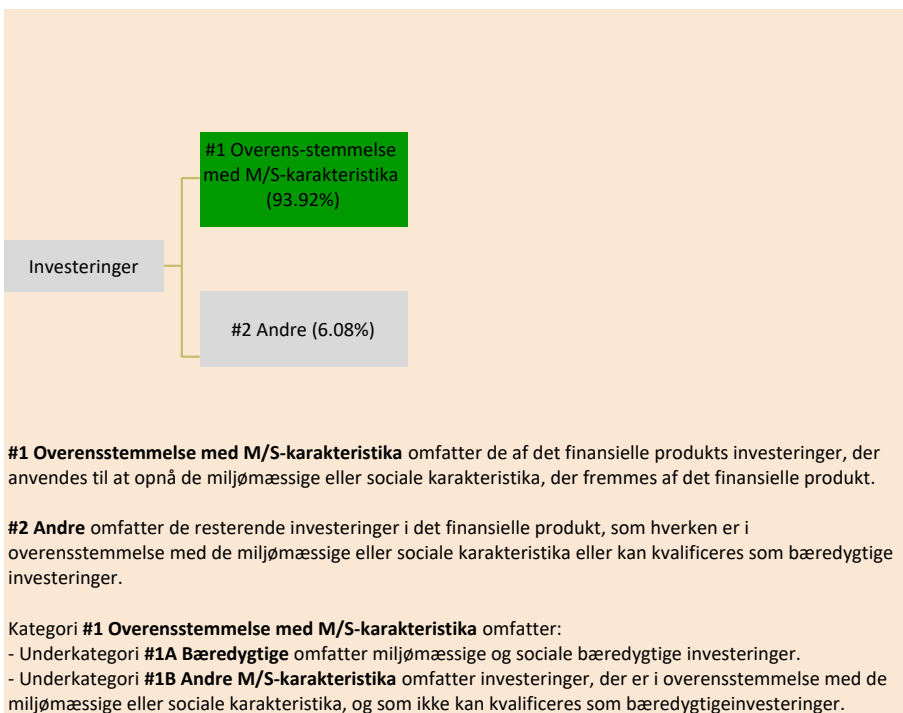 #1 Overens-stemmelse
med M/S-karakteristika
(93.92%)
Investeringer
#2 Andre (6.08%)
#1 Overensstemmelse med M/S-karakteristika omfatter de af det finansielle produkts investeringer, der
anvendes til at opnå de miljømæssige eller sociale karakteristika, der fremmes af det finansielle produkt.
#2 Andre omfatter de resterende investeringer i det finansielle produkt, som hverken er i
overensstemmelse med de miljømæssige eller sociale karakteristika eller kan kvalificeres som bæredygtige
investeringer.
Kategori #1 Overensstemmelse med M/S-karakteristika omfatter:
- Underkategori #1A Bæredygtige omfatter miljømæssige og sociale bæredygtige investeringer.
- Underkategori #1B Andre M/S-karakteristika omfatter investeringer, der er i overensstemmelse med de
miljømæssige eller sociale karakteristika, og som ikke kan kvalificeres som bæredygtigeinvesteringer.